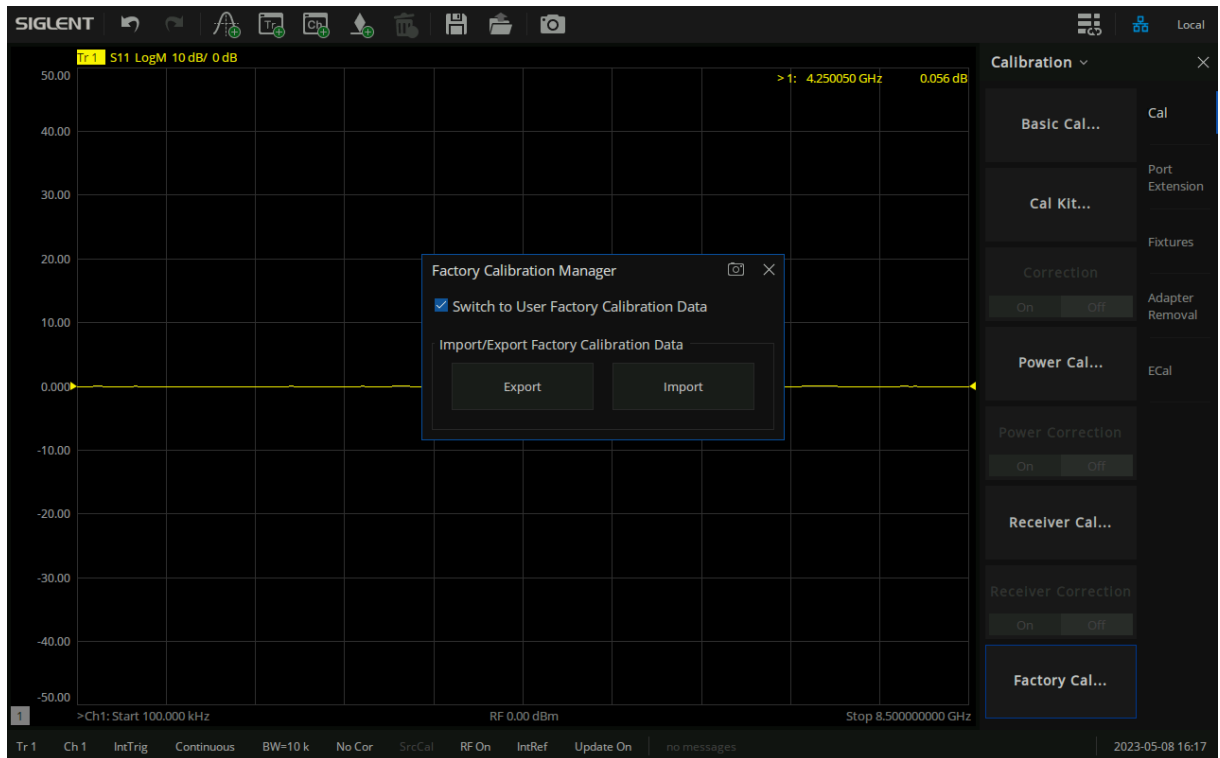 SIGLENT Tr Ch Local
Tr 1 S11 LogM 10 dB/ 0 dB
Calibration
50.00
>1: 4.250050 GHz 0.056 dB
Basic Cal...
Cal
40.00
Port
Extension
30.00
Cal Kit...
Fixtures
20.00
Factory Calibration Manager
Correction
On Off
Adapter
Removal
Switch to User Factory Calibration Data
10.00
Import/Export Factory Calibration Data
Power Cal...
ECal
0.000
Export Import
Power Correction
On Off
-10.00
-20.00
Receiver Cal...
-30.00
Receiver Correction
On Off
-40.00
Factory Cal...
-50.00
1 >Ch1: Start 100.000 kHz RF 0.00 dBm Stop 8.500000000 GHz
Tr 1 Ch 1 IntTrig Continuous BW=10 k No Cor SrcCal RF On IntRef Update On no messages 2023-05-08 16:17